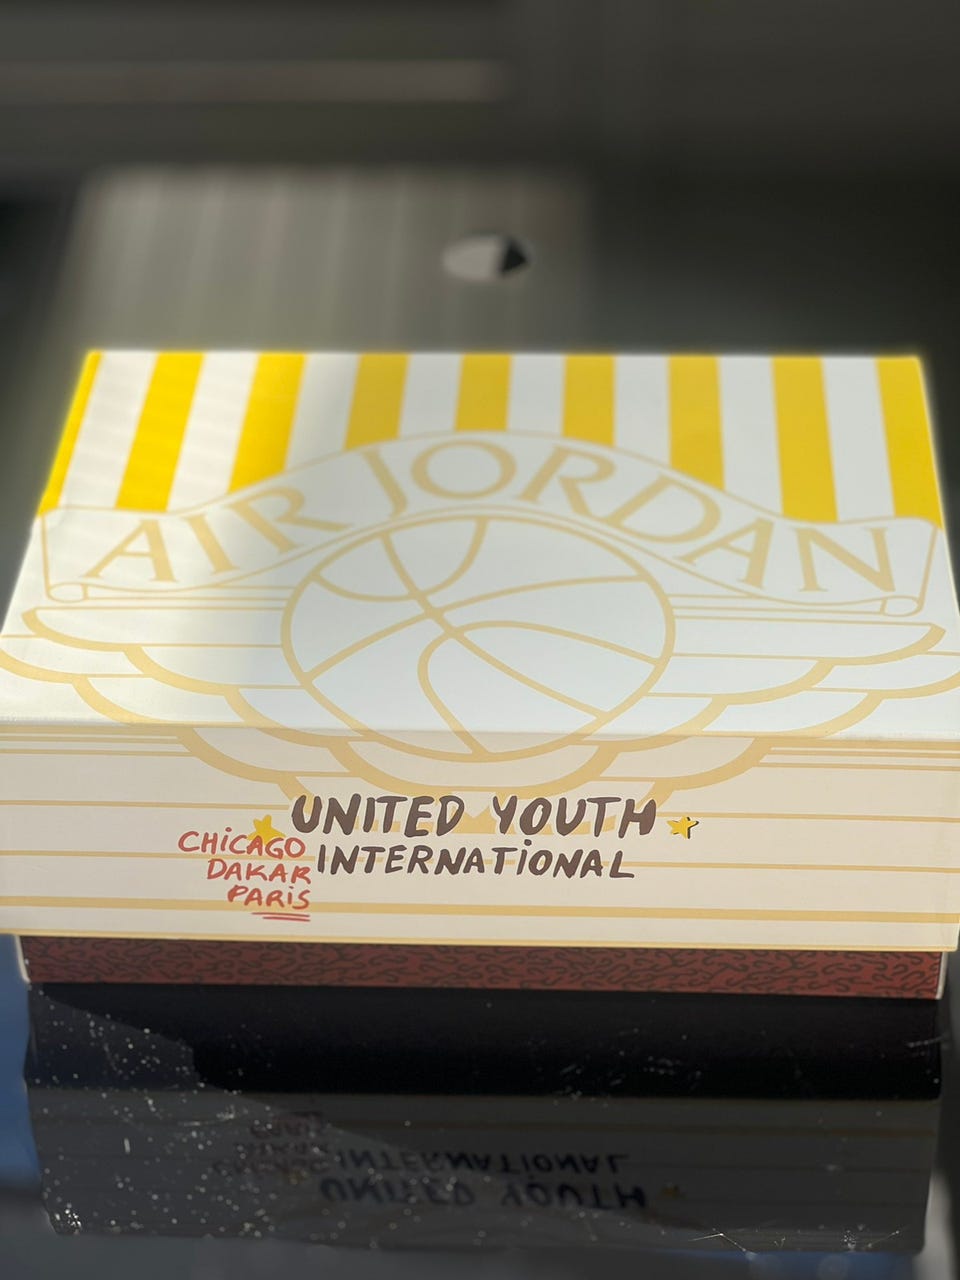 AIR JORDAN
UNITED YOUTH
INTERNATiONAL
CHiCAGO
DAKAR
PARiS